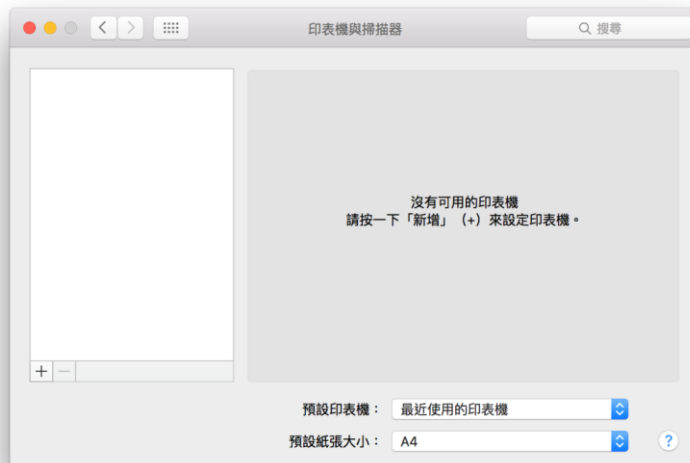 印表機與掃描器
搜尋
沒有可用的印表機
請按一下「新增」（+）來設定印表機。
+ −
預設印表機： 最近使用的印表機
預設紙張大小： A4
?